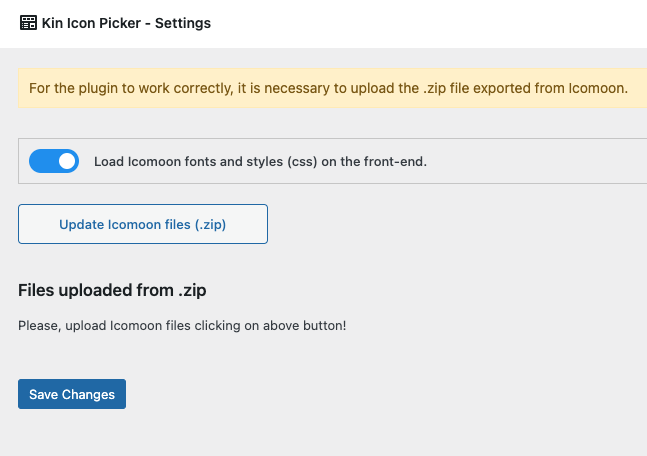 Kin Icon Picker - Settings
For the plugin to work correctly, it is necessary to upload the .zip file exported from Icomoon.
Load Icomoon fonts and styles (css) on the front-end.
Update Icomoon files (.zip)
Files uploaded from .zip
Please, upload Icomoon files clicking on above button!
Save Changes